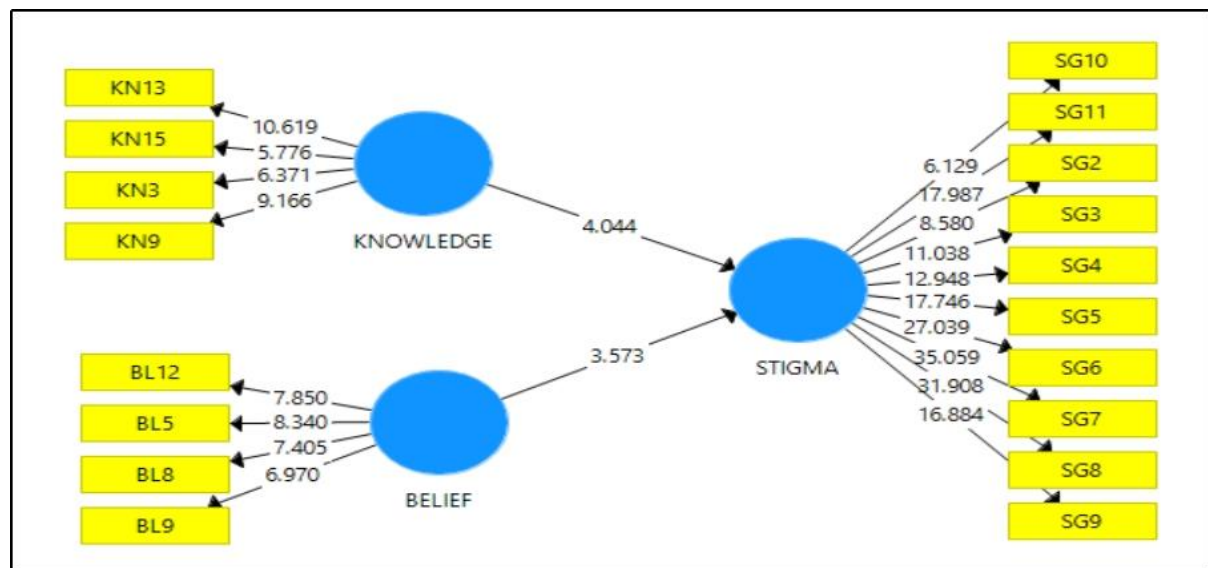 KN13
KN15
KN3
KN9
10.619
5.776
6.371
9.166
KNOWLEDGE
BL12
BL5
BL8
BL9
7.850
8.340
7.405
6.970
BELIEF
4.044
3.573
STIGMA
6.129
17.987
8.580
11.038
12.948
17.746
27.039
35.059
31.908
16.884
SG10
SG11
SG2
SG3
SG4
SG5
SG6
SG7
SG8
SG9